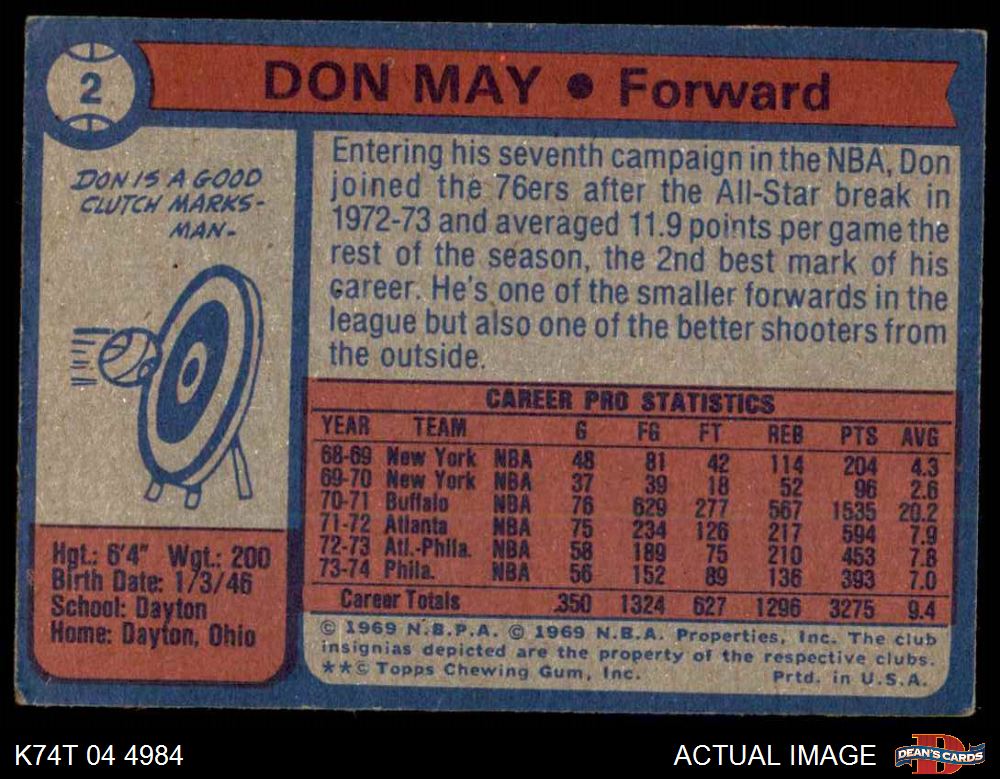 2
DON MAY • Forward
DON IS A GOOD
CLUTCH MARKS-
MAN-
Entering his seventh campaign in the NBA, Don
joined the 76ers after the All-Star break in
1972-73 and averaged 11.9 points per game the
rest of the season, the 2nd best mark of his
career. He's one of the smaller forwards in the
league but also one of the better shooters from
the outside.
CAREER PRO STATISTICS
YEAR TEAM G FG FT REB PTS AVG
68-69 New York NBA 48 81 42 114 204 4.3
69-70 New York NBA 37 39 18 52 96 2.6
70-71 Buffalo NBA 76 629 277 567 1535 20.2
71-72 Atlanta NBA 75 234 126 217 594 7.9
72-73 Atl.-Phila. NBA 58 189 75 210 453 7.8
73-74 Phila. NBA 56 152 89 136 393 7.0
Career Totals 350 1324 627 1296 3275 9.4
Hgt.: 6'4" Wgt.: 200
Birth Date: 1/3/46
School: Dayton
Home: Dayton, Ohio
© 1969 N.B.P.A. © 1969 N.B.A. Properties, Inc. The club
insignias depicted are the property of the respective clubs.
**© Topps Chewing Gum, Inc. Prtd. in U.S.A.
K74T 04 4984
ACTUAL IMAGE
D
DEAN'S CARDS